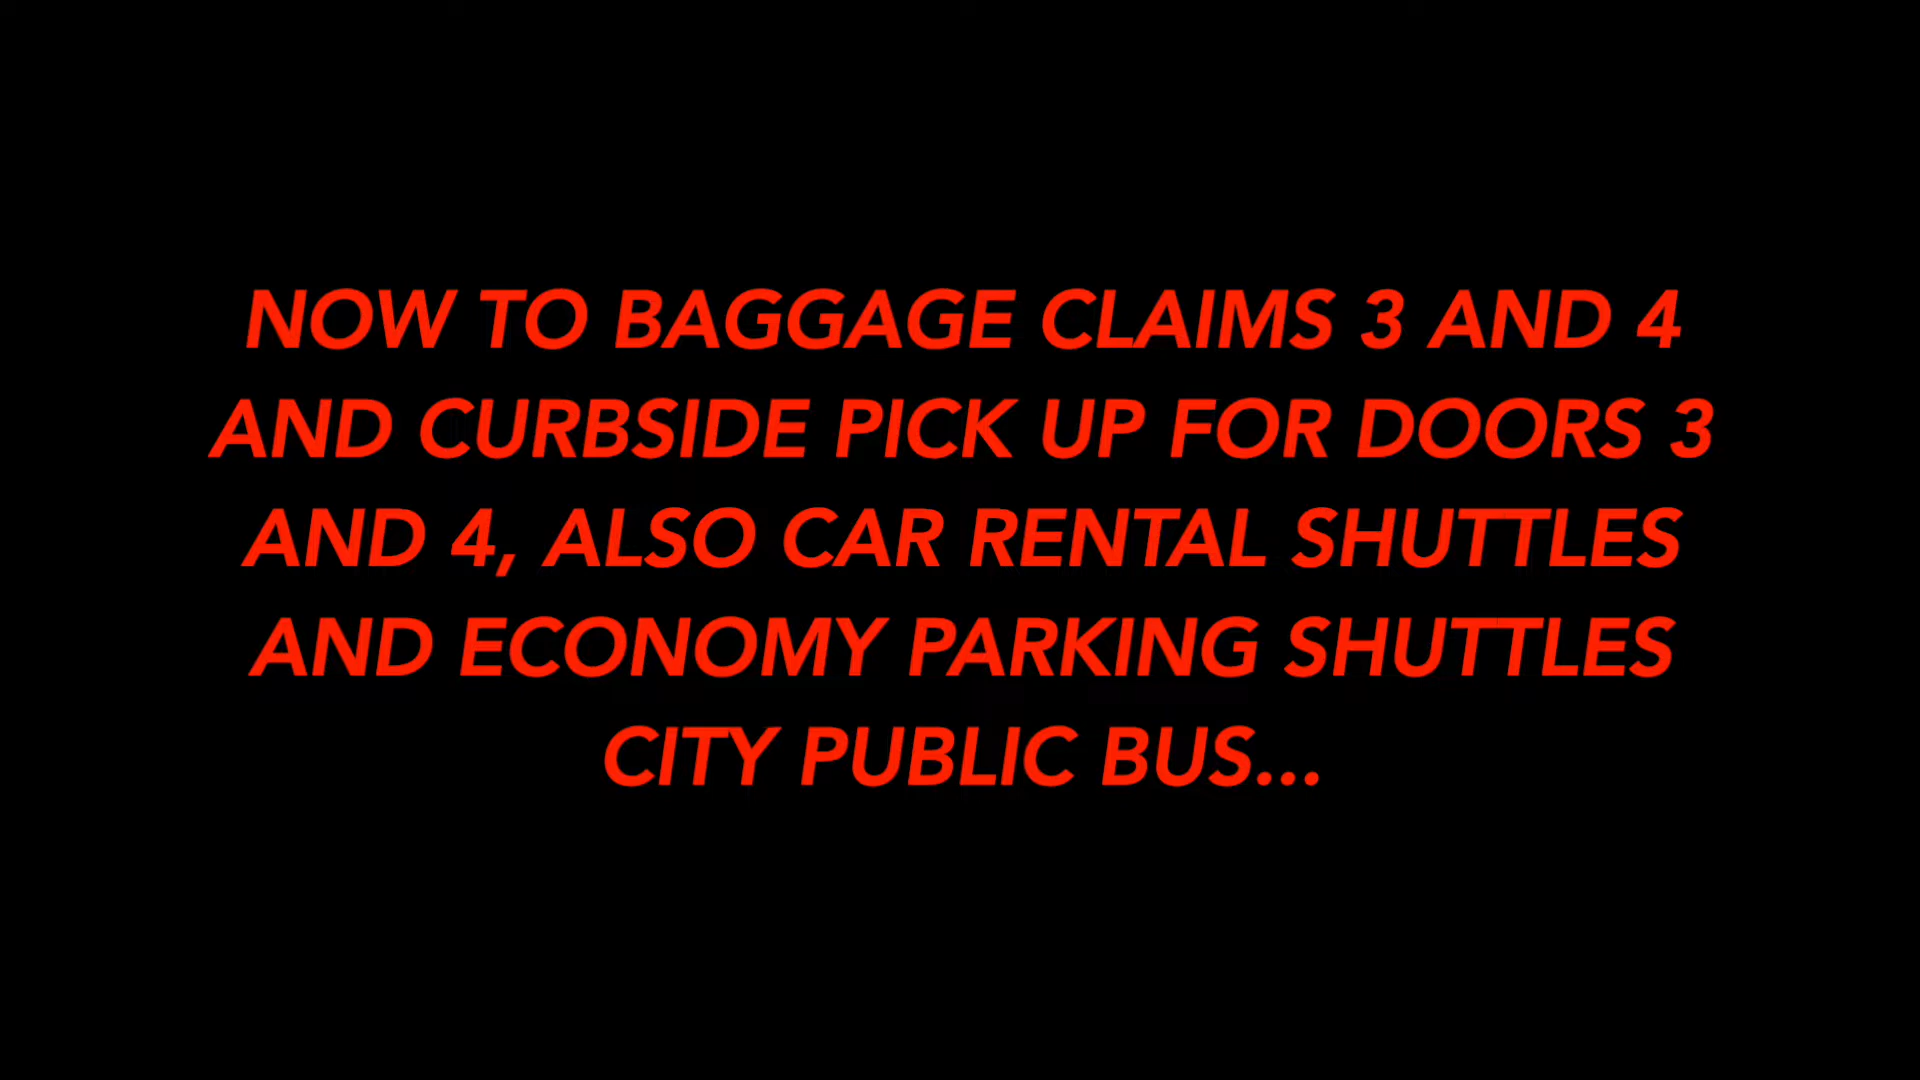 NOW TO BAGGAGE CLAIMS 3 AND 4
AND CURBSIDE PICK UP FOR DOORS 3
AND 4, ALSO CAR RENTAL SHUTTLES
AND ECONOMY PARKING SHUTTLES
CITY PUBLIC BUS...